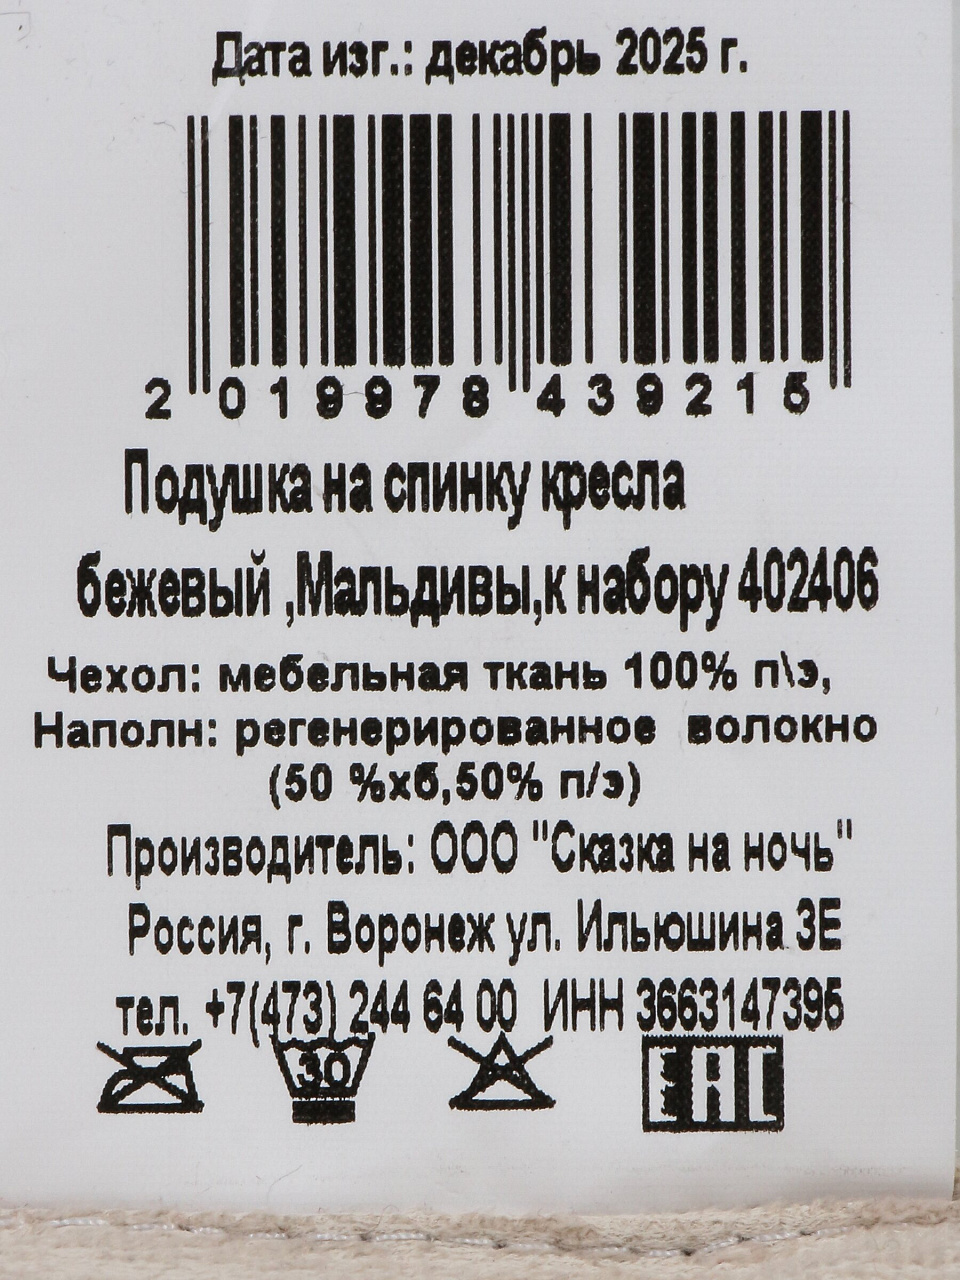 Дата изг.: декабрь 2025 г.
2 019978 439215
Подушка на спинку кресла
бежевый ,Мальдивы,к набору 402406
Чехол: мебельная ткань 100% п\э,
Наполн: регенерированное волокно
(50 %хб,50% п/э)
Производитель: ООО "Сказка на ночь"
Россия, г. Воронеж ул. Ильюшина 3Е
тел. +7(473) 244 64 00 ИНН 3663147395
30 EAC